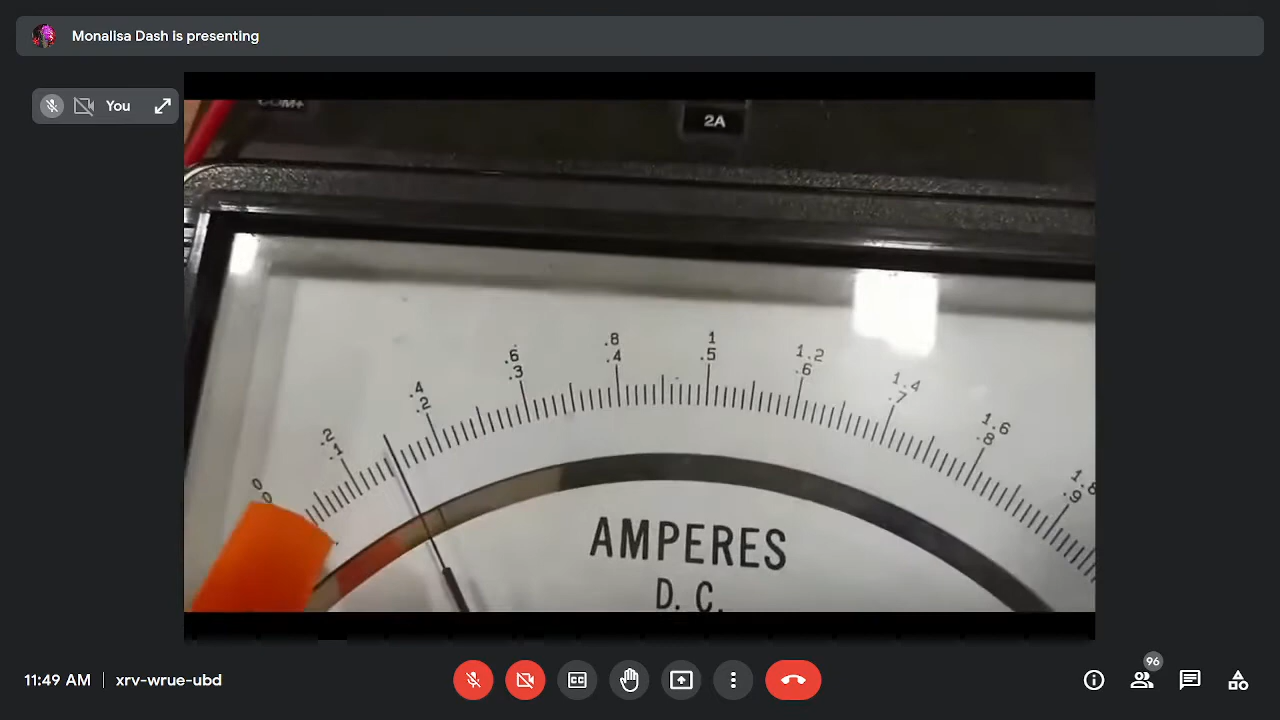 Monalisa Dash is presenting
You
COM+
2A
0 .2 .4 .6 .8 1 1.2 1.4 1.6 1.8
0 .1 .2 .3 .4 .5 .6 .7 .8 .9
AMPERES
D. C.
11:49 AM | xrv-wrue-ubd
CC
96